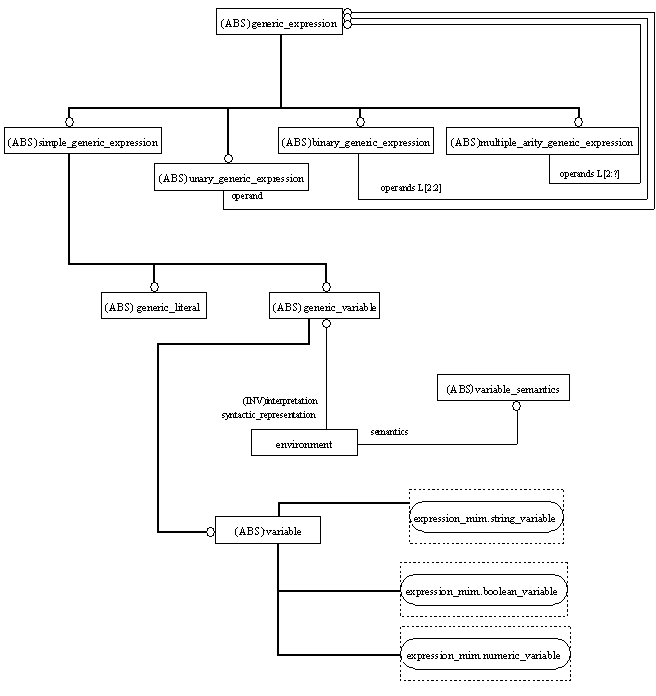 (ABS)generic_expression
(ABS)simple_generic_expression
(ABS)binary_generic_expression
(ABS)multiple_arity_generic_expression
(ABS)unary_generic_expression
operands L[2:?]
operands L[2:2]
operand
(ABS) generic_literal
(ABS) generic_variable
(ABS)variable_semantics
(INV)interpretation
syntactic_representation
environment
semantics
expression_mim.string_variable
(ABS)variable
expression_mim.boolean_variable
expression_mim.numeric_variable